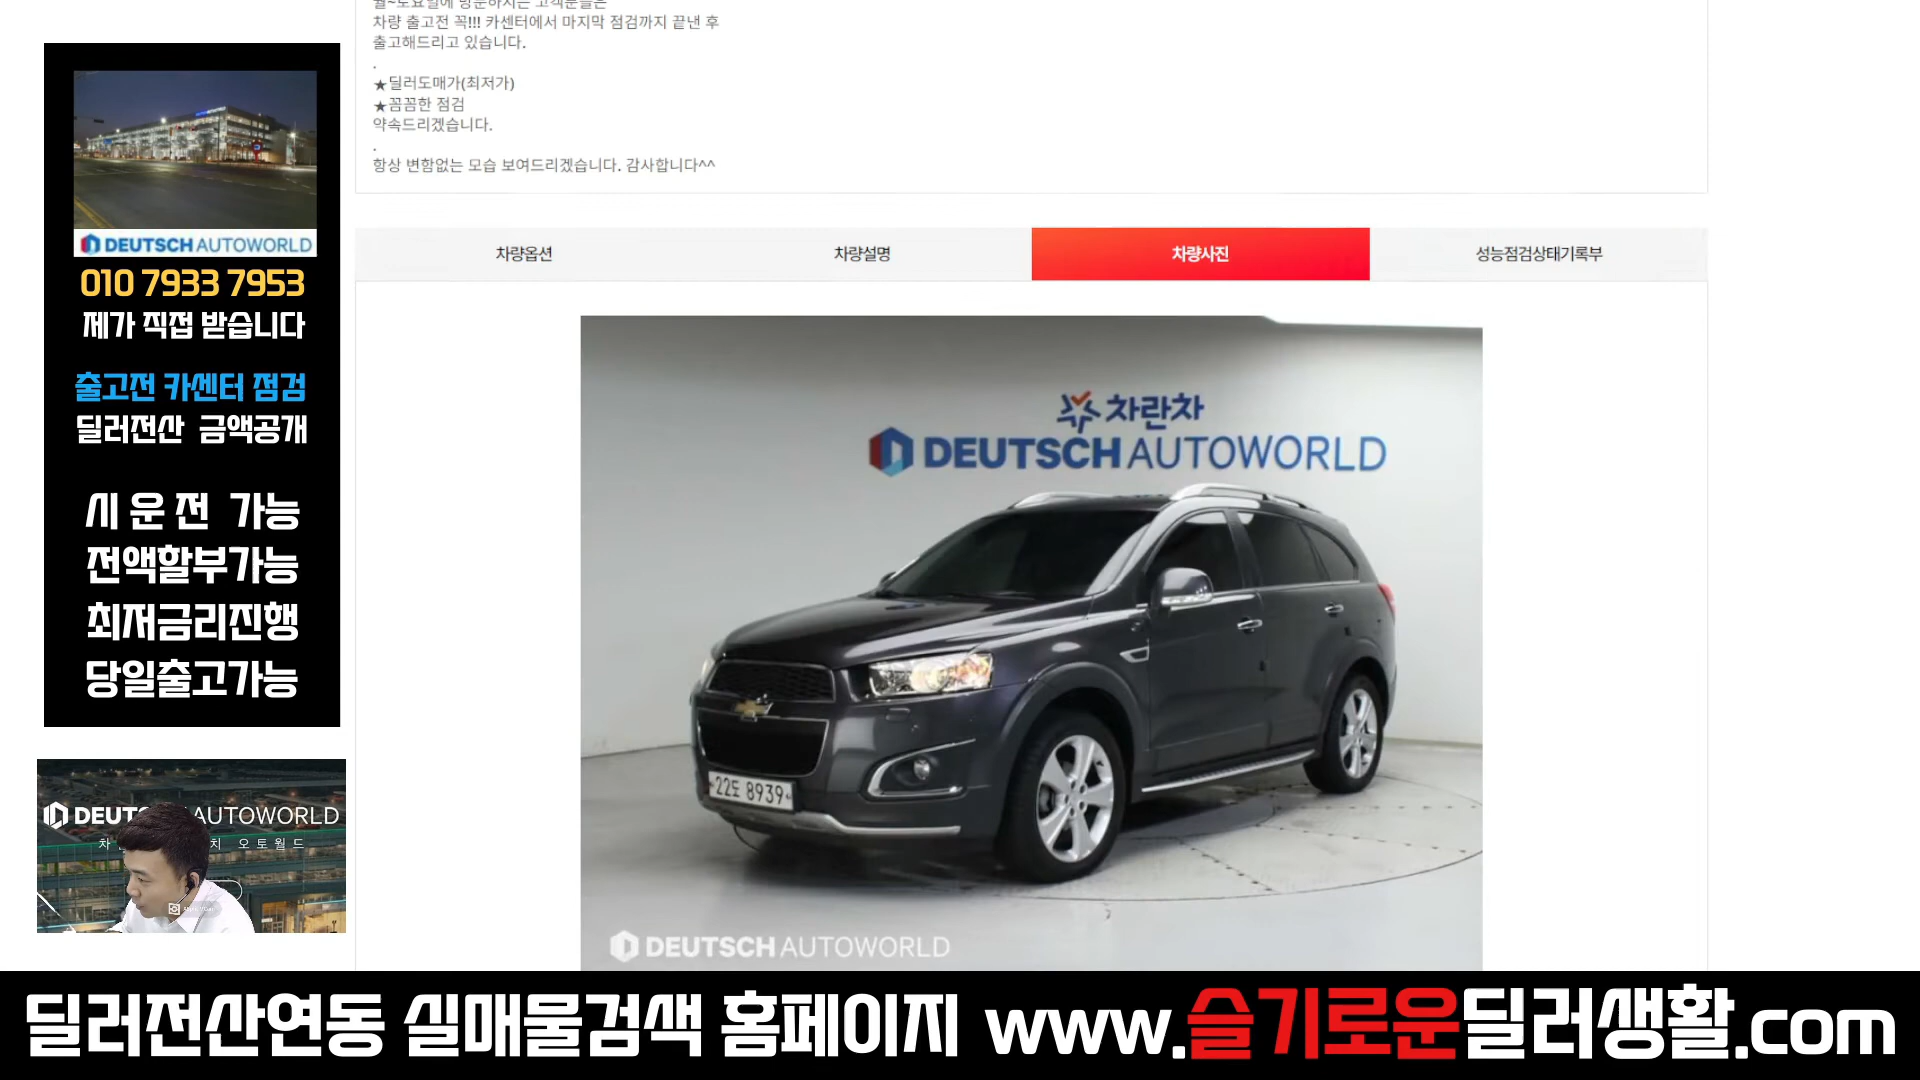 차량 출고전 꼭!!! 카센터에서 마지막 점검까지 끝낸 후
출고해드리고 있습니다.
.
★딜러도매가(최저가)
★꼼꼼한 점검
약속드리겠습니다.
.
항상 변함없는 모습 보여드리겠습니다. 감사합니다^^
DEUTSCH AUTOWORLD
010 7933 7953
제가 직접 받습니다
출고전 카센터 점검
딜러전산 금액공개
시 운 전 가능
전액할부가능
최저금리진행
당일출고가능
차량옵션
차량설명
차량사진
성능점검상태기록부
차란차
DEUTSCH AUTOWORLD
22도 8939
DEUTSCH AUTOWORLD
AUTOWORLD
오토월드
딜러전산연동 실매물검색 홈페이지 www.슬기로운딜러생활.com